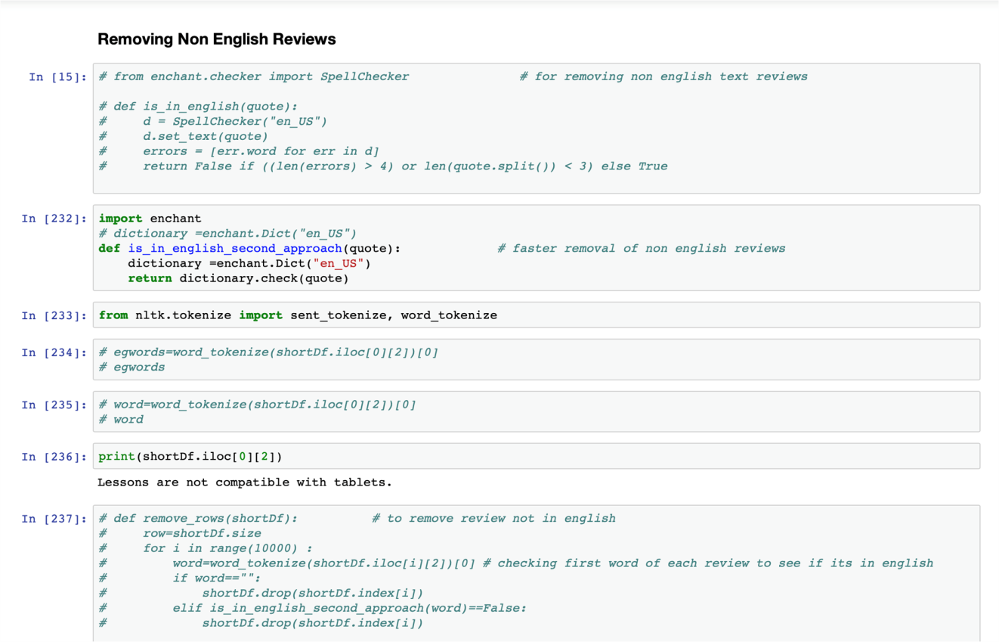 Removing Non English Reviews
In [15]: # from enchant.checker import SpellChecker               # for removing non english text reviews
# def is_in_english(quote):
#     d = SpellChecker("en_US")
#     d.set_text(quote)
#     errors = [err.word for err in d]
#     return False if ((len(errors) > 4) or len(quote.split()) < 3) else True
In [232]: import enchant
# dictionary =enchant.Dict("en_US")
def is_in_english_second_approach(quote):             # faster removal of non english reviews
    dictionary =enchant.Dict("en_US")
    return dictionary.check(quote)
In [233]: from nltk.tokenize import sent_tokenize, word_tokenize
In [234]: # egwords=word_tokenize(shortDf.iloc[0][2])[0]
# egwords
In [235]: # word=word_tokenize(shortDf.iloc[0][2])[0]
# word
In [236]: print(shortDf.iloc[0][2])
Lessons are not compatible with tablets.
In [237]: # def remove_rows(shortDf):          # to remove review not in english
#     row=shortDf.size
#     for i in range(10000) :
#         word=word_tokenize(shortDf.iloc[i][2])[0] # checking first word of each review to see if its in english
#         if word=="":
#             shortDf.drop(shortDf.index[i])
#         elif is_in_english_second_approach(word)==False:
#             shortDf.drop(shortDf.index[i])